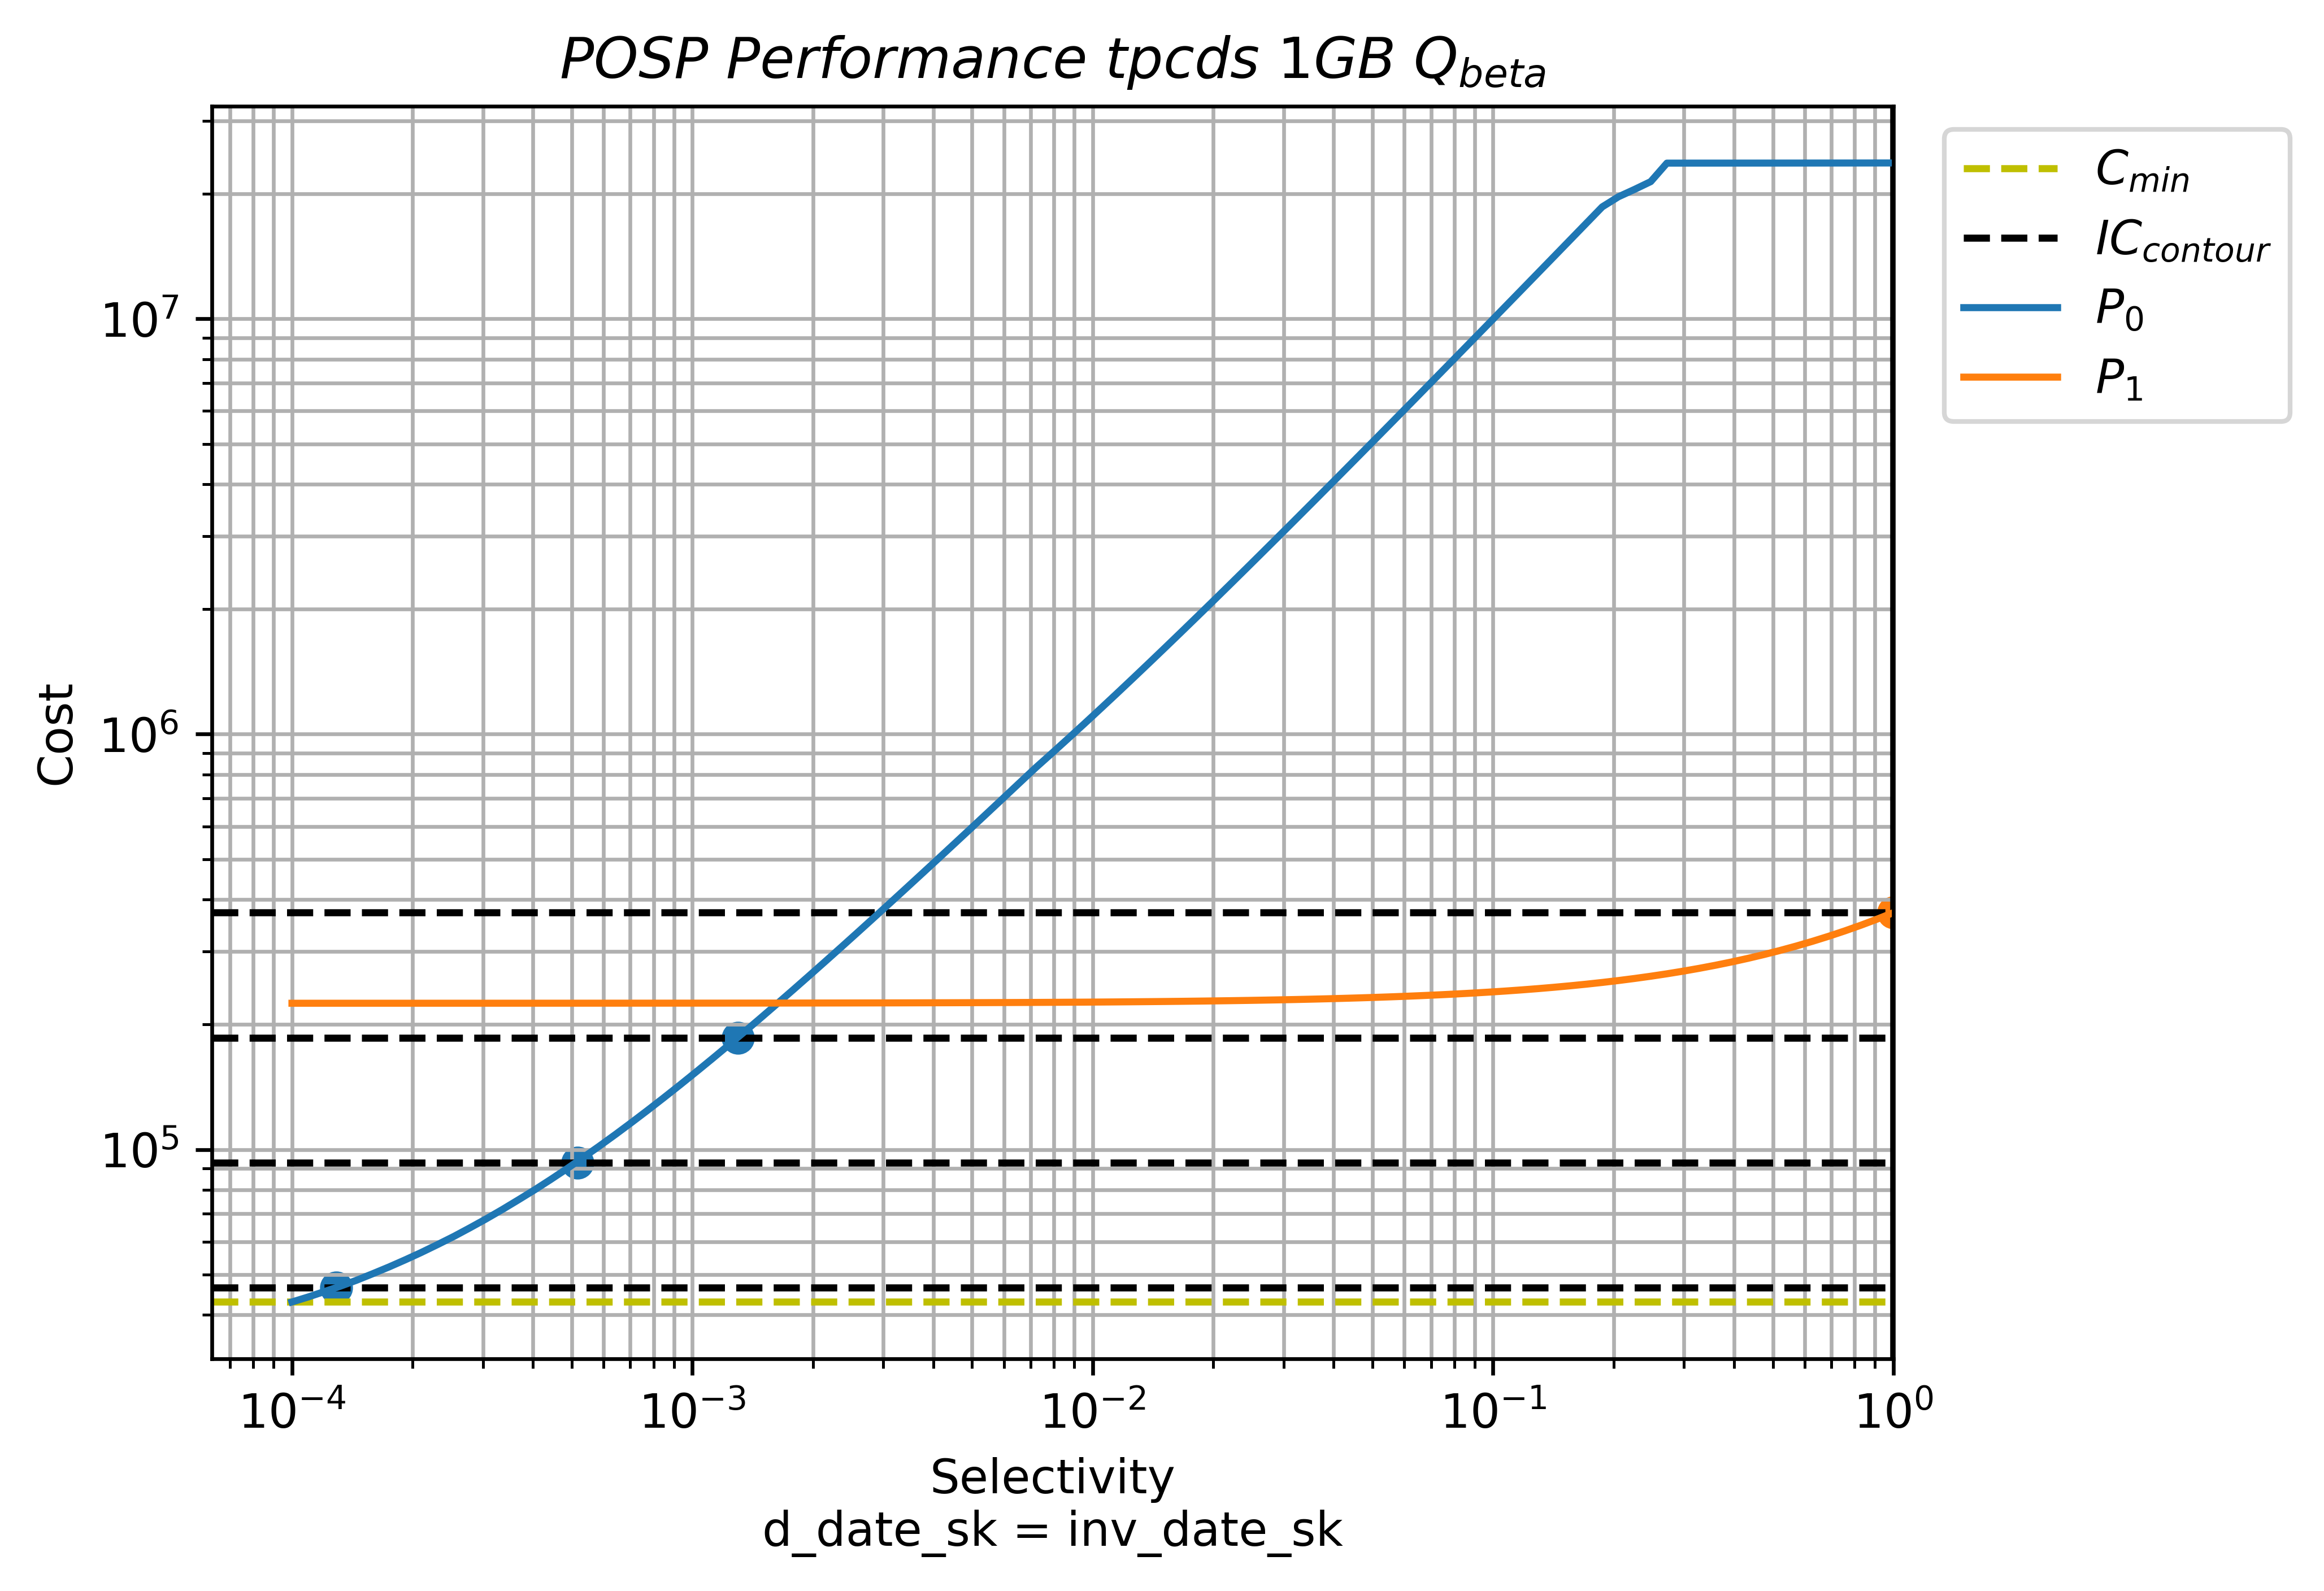 POSP Performance tpcds 1GB Q_beta
C_min
IC_contour
P_0
P_1
10^7
10^6
10^5
Cost
10^−4 10^−3 10^−2 10^−1 10^0
Selectivity
d_date_sk = inv_date_sk